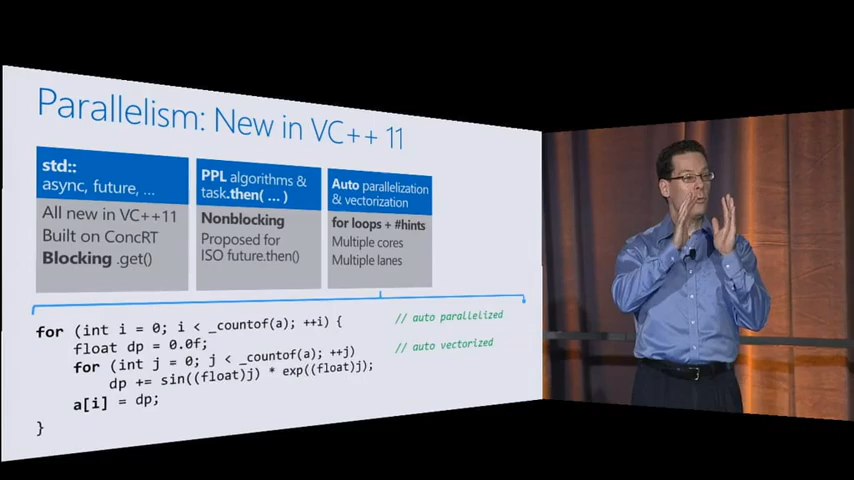 Parallelism: New in VC++ 11
std::
async, future, ...
All new in VC++11
Built on ConcRT
Blocking .get()
PPL algorithms &
task.then( ... )
Nonblocking
Proposed for
ISO future.then()
Auto parallelization
& vectorization
for loops + #hints
Multiple cores
Multiple lanes
for (int i = 0; i < _countof(a); ++i) { // auto parallelized
float dp = 0.0f;
for (int j = 0; j < _countof(a); ++j) // auto vectorized
dp += sin((float)j) * exp((float)j);
a[i] = dp;
}